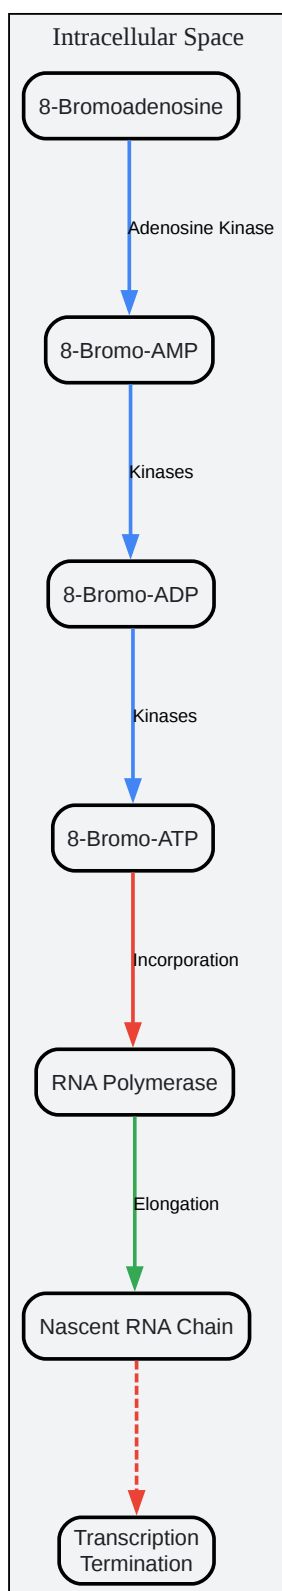 Intracellular Space
8-Bromoadenosine
Adenosine Kinase
8-Bromo-AMP
Kinases
8-Bromo-ADP
Kinases
8-Bromo-ATP
Incorporation
RNA Polymerase
Elongation
Nascent RNA Chain
Transcription
Termination